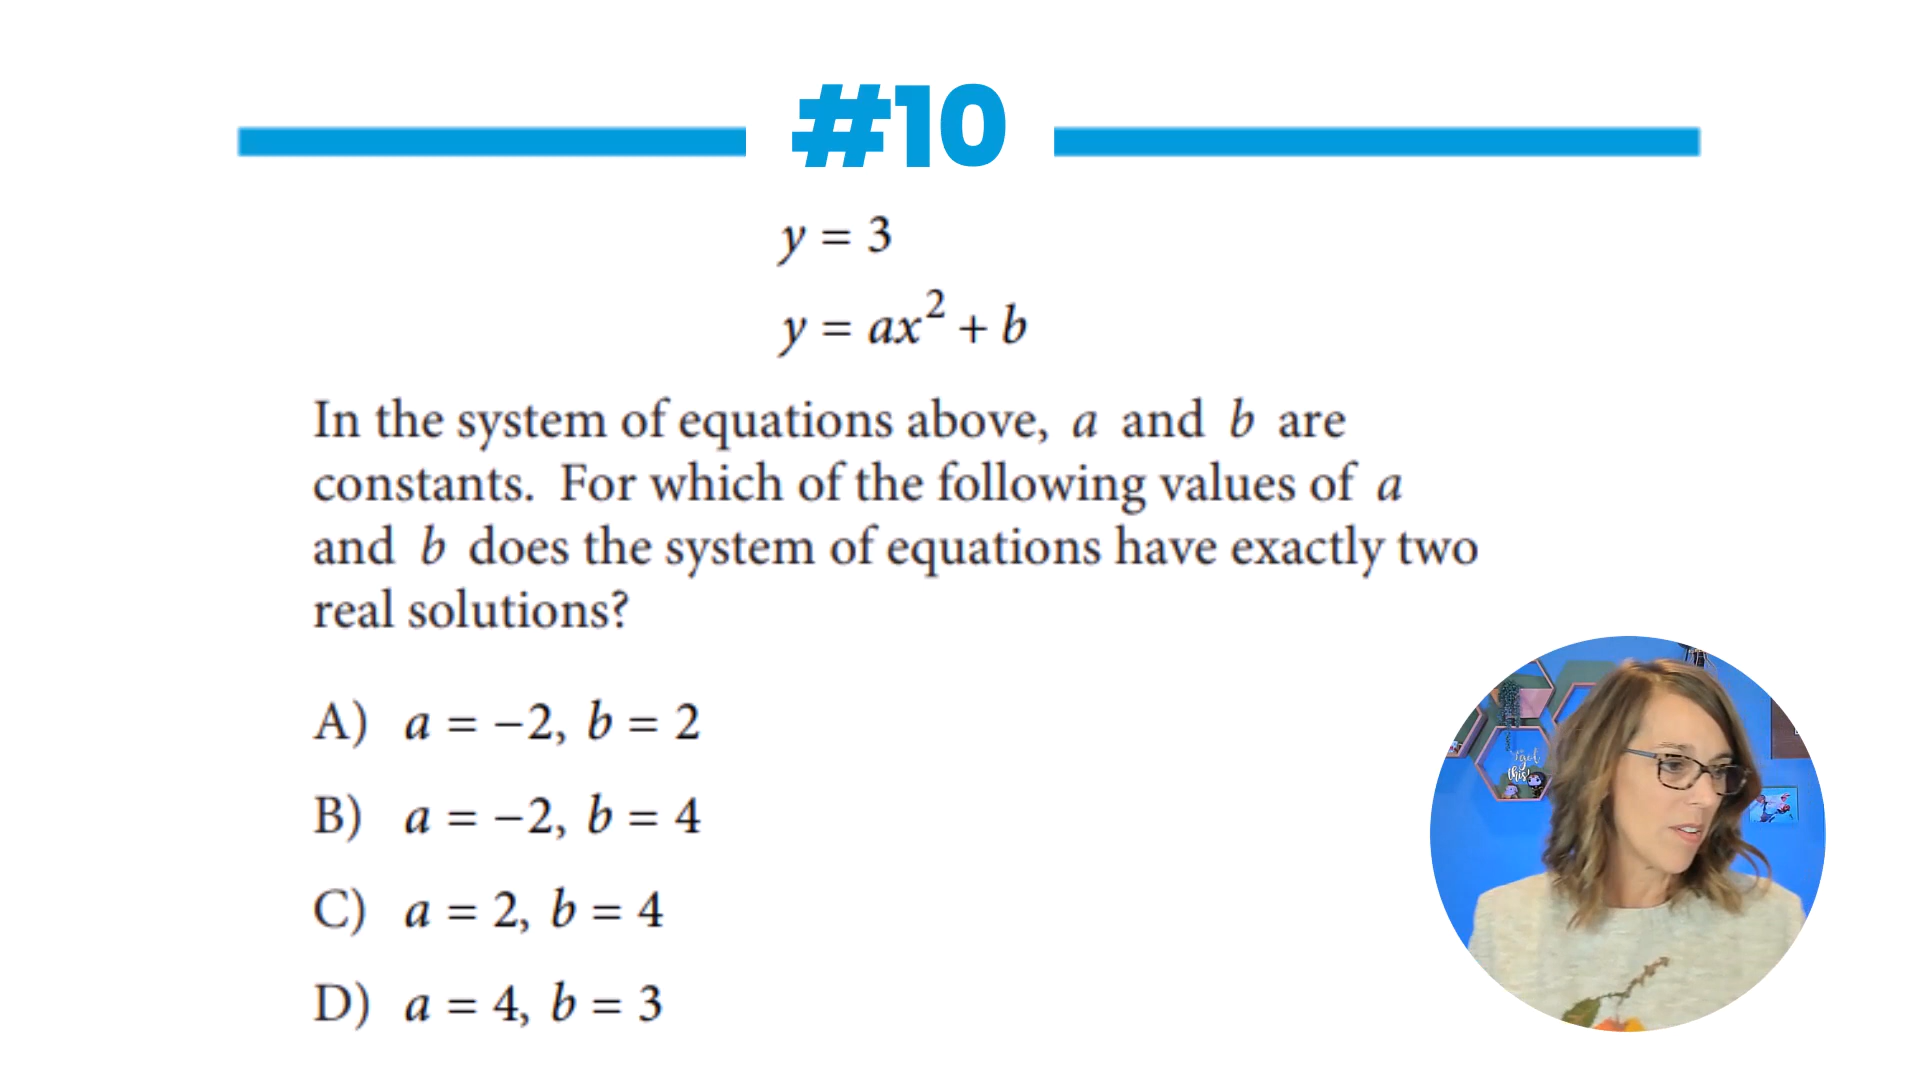 #10
y = 3
y = ax² + b
In the system of equations above, a and b are
constants. For which of the following values of a
and b does the system of equations have exactly two
real solutions?
A) a = −2, b = 2
B) a = −2, b = 4
C) a = 2, b = 4
D) a = 4, b = 3
I got
this!